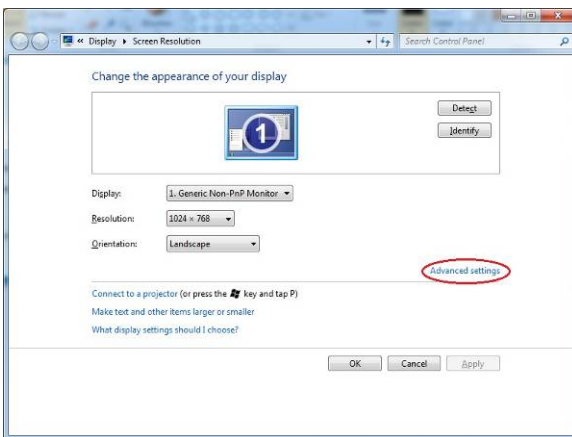 « Display ▸ Screen Resolution
Search Control Panel
Change the appearance of your display
1
Detect
Identify
Display: 1. Generic Non-PnP Monitor
Resolution: 1024 × 768
Orientation: Landscape
Advanced settings
Connect to a projector (or press the key and tap P)
Make text and other items larger or smaller
What display settings should I choose?
OK Cancel Apply